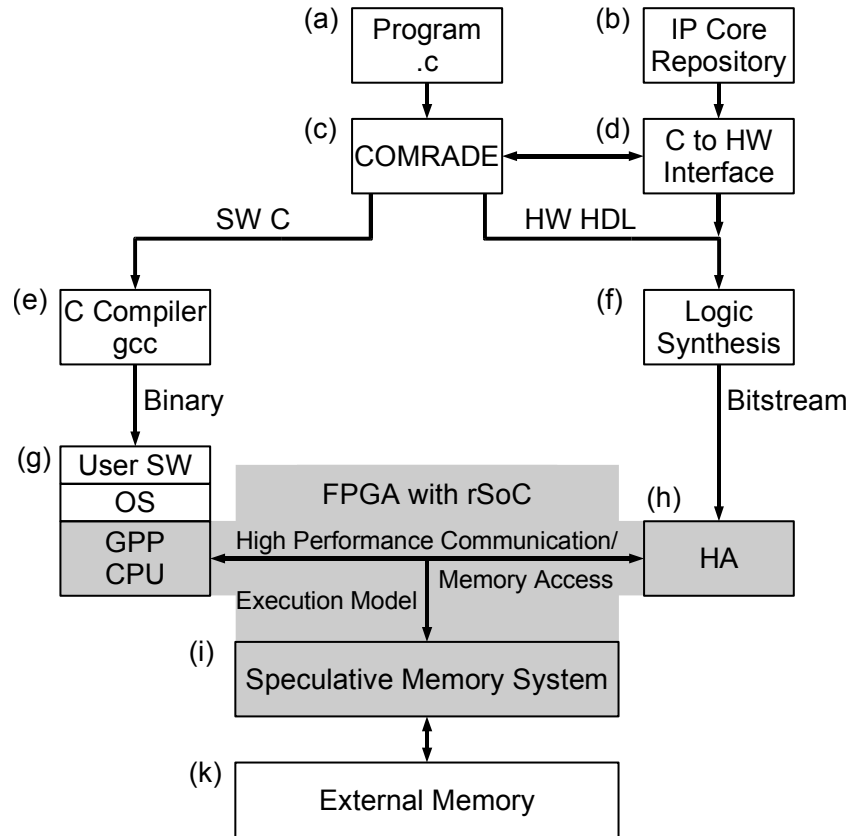 (a)
Program
.c
(b)
IP Core
Repository
(c)
COMRADE
(d)
C to HW
Interface
SW C
HW HDL
(e)
C Compiler
gcc
(f)
Logic
Synthesis
Binary
Bitstream
(g)
User SW
OS
GPP
CPU
FPGA with rSoC
(h)
HA
High Performance Communication/
Memory Access
Execution Model
(i)
Speculative Memory System
(k)
External Memory